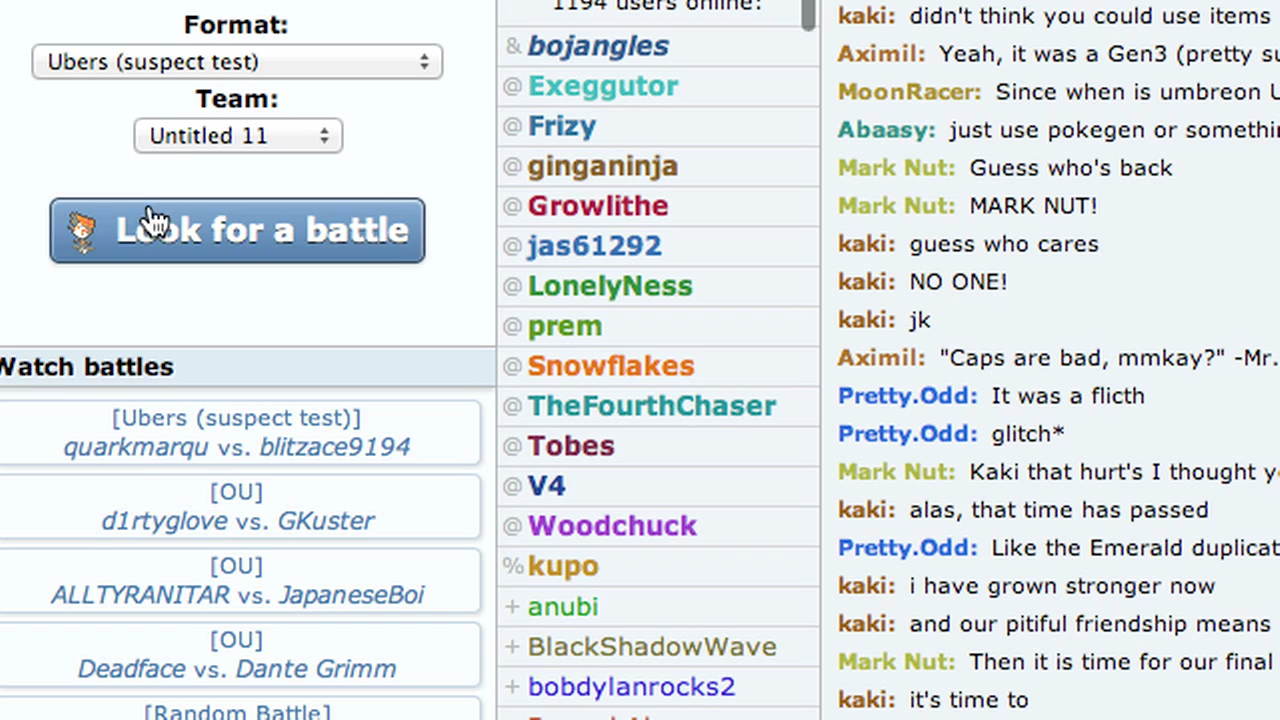 Format:
Ubers (suspect test)
Team:
Untitled 11
Look for a battle
Watch battles
[Ubers (suspect test)]
quarkmarqu vs. blitzace9194
[OU]
d1rtyglove vs. GKuster
[OU]
ALLTYRANITAR vs. JapaneseBoi
[OU]
Deadface vs. Dante Grimm
[Random Battle]
1194 users online:
& bojangles
@ Exeggutor
@ Frizy
@ ginganinja
@ Growlithe
@ jas61292
@ LonelyNess
@ prem
@ Snowflakes
@ TheFourthChaser
@ Tobes
@ V4
@ Woodchuck
% kupo
+ anubi
+ BlackShadowWave
+ bobdylanrocks2
kaki: didn't think you could use items
Aximil: Yeah, it was a Gen3 (pretty su
MoonRacer: Since when is umbreon U
Abaasy: just use pokegen or somethin
Mark Nut: Guess who's back
Mark Nut: MARK NUT!
kaki: guess who cares
kaki: NO ONE!
kaki: jk
Aximil: "Caps are bad, mmkay?" -Mr.
Pretty.Odd: It was a flicth
Pretty.Odd: glitch*
Mark Nut: Kaki that hurt's I thought y
kaki: alas, that time has passed
Pretty.Odd: Like the Emerald duplicat
kaki: i have grown stronger now
kaki: and our pitiful friendship means
Mark Nut: Then it is time for our final
kaki: it's time to